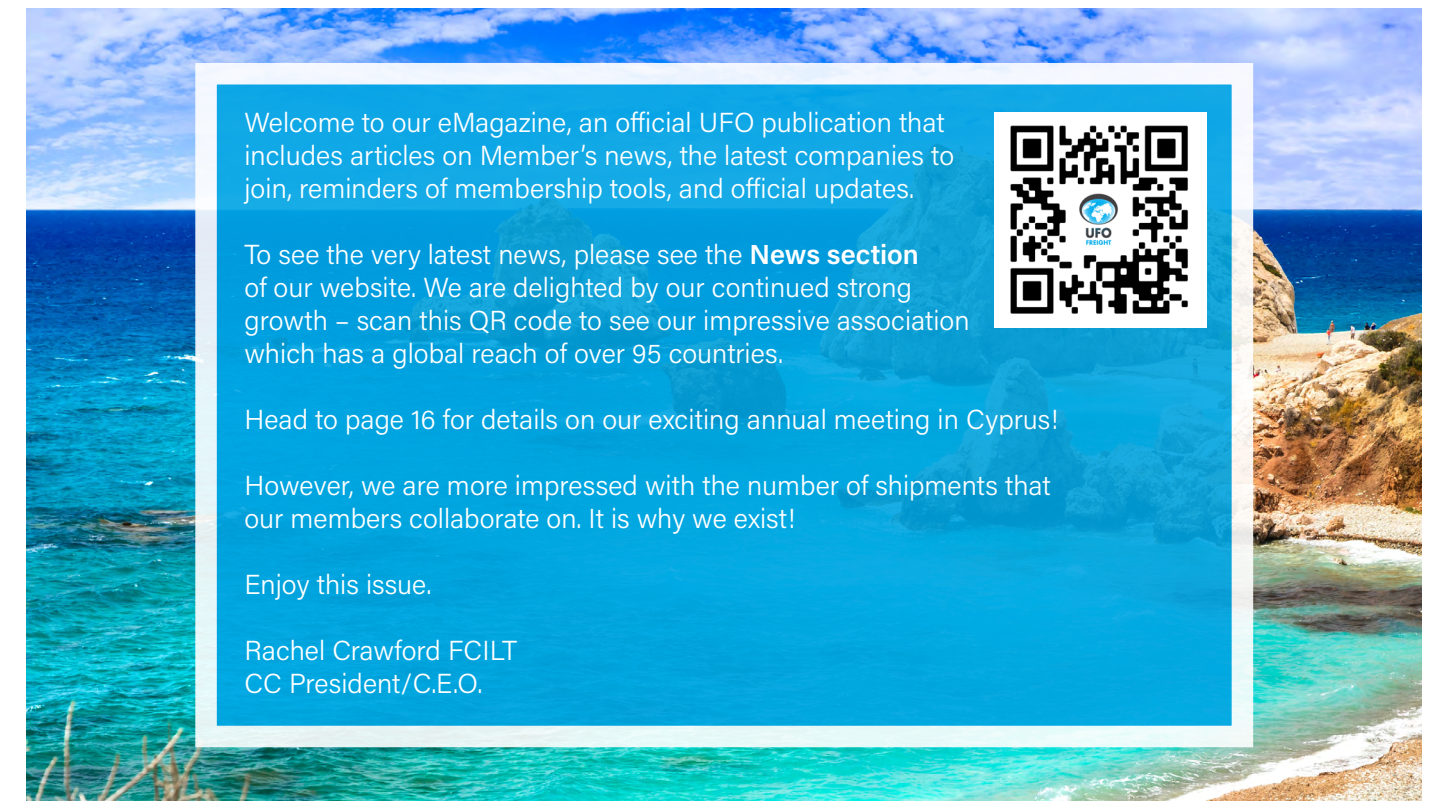 Welcome to our eMagazine, an official UFO publication that
includes articles on Member's news, the latest companies to
join, reminders of membership tools, and official updates.
To see the very latest news, please see the News section
of our website. We are delighted by our continued strong
growth – scan this QR code to see our impressive association
which has a global reach of over 95 countries.
UFO
FREIGHT
Head to page 16 for details on our exciting annual meeting in Cyprus!
However, we are more impressed with the number of shipments that
our members collaborate on. It is why we exist!
Enjoy this issue.
Rachel Crawford FCILT
CC President/C.E.O.